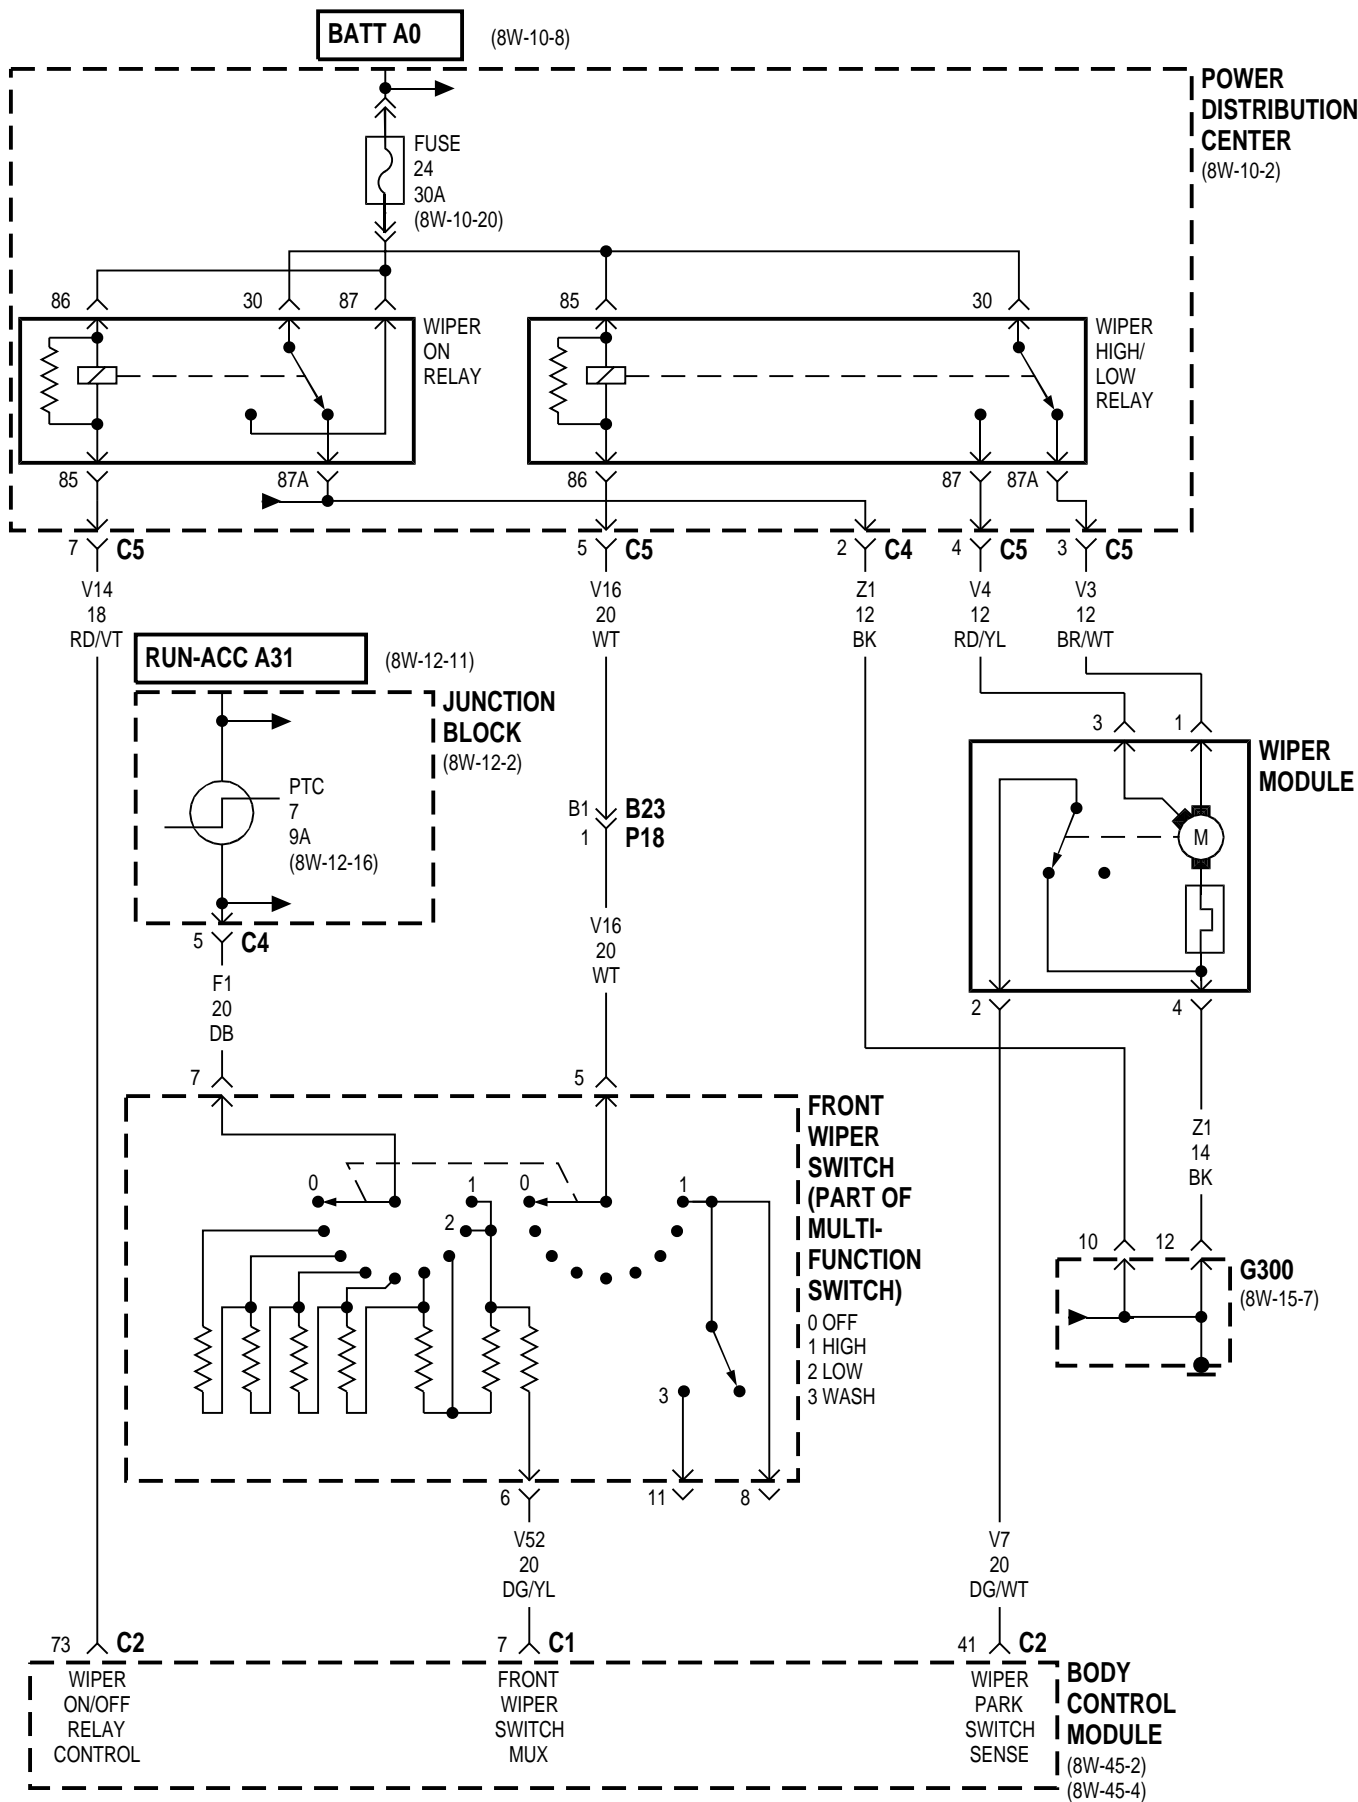 BATT A0
(8W-10-8)
POWER
DISTRIBUTION
CENTER
(8W-10-2)
FUSE
24
30A
(8W-10-20)
86
30
87
85
30
WIPER
ON
RELAY
WIPER
HIGH/
LOW
RELAY
85
87A
86
87
87A
7
C5
5
C5
2
C4
4
C5
3
C5
V14
18
RD/VT
V16
20
WT
Z1
12
BK
V4
12
RD/YL
V3
12
BR/WT
RUN-ACC A31
(8W-12-11)
JUNCTION
BLOCK
(8W-12-2)
PTC
7
9A
(8W-12-16)
B1
B23
1
P18
3
1
WIPER
MODULE
M
5
C4
F1
20
DB
V16
20
WT
2
4
7
5
FRONT
WIPER
SWITCH
(PART OF
MULTI-
FUNCTION
SWITCH)
0 OFF
1 HIGH
2 LOW
3 WASH
0
1
2
0
1
3
Z1
14
BK
10
12
G300
(8W-15-7)
6
11
8
V52
20
DG/YL
V7
20
DG/WT
73
C2
7
C1
41
C2
WIPER
ON/OFF
RELAY
CONTROL
FRONT
WIPER
SWITCH
MUX
WIPER
PARK
SWITCH
SENSE
BODY
CONTROL
MODULE
(8W-45-2)
(8W-45-4)